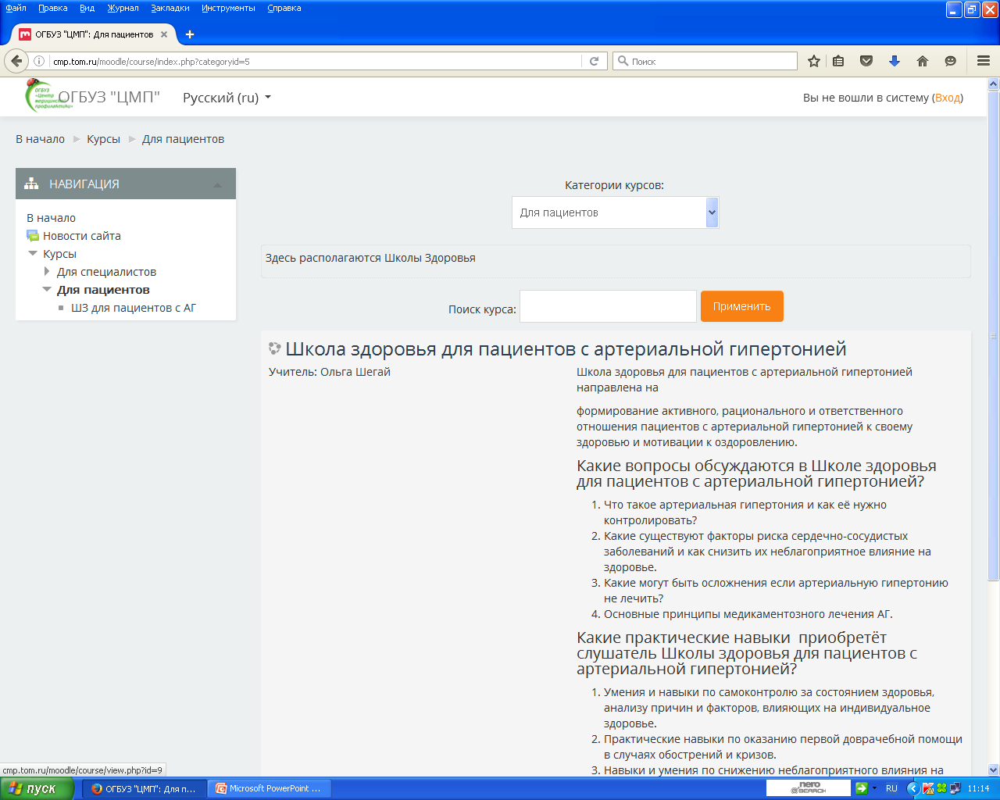 Файл Правка Вид Журнал Закладки Инструменты Справка
ОГБУЗ "ЦМП": Для пациентов
cmp.tom.ru/moodle/course/index.php?categoryid=5
Поиск
ОГБУЗ «Центр медицинской профилактики»
ОГБУЗ "ЦМП"
Русский (ru)
Вы не вошли в систему (Вход)
В начало Курсы Для пациентов
НАВИГАЦИЯ
В начало
Новости сайта
Курсы
Для специалистов
Для пациентов
ШЗ для пациентов с АГ
Категории курсов:
Для пациентов
Здесь располагаются Школы Здоровья
Поиск курса:
Применить
Школа здоровья для пациентов с артериальной гипертонией
Учитель: Ольга Шегай
Школа здоровья для пациентов с артериальной гипертонией
направлена на
формирование активного, рационального и ответственного
отношения пациентов с артериальной гипертонией к своему
здоровью и мотивации к оздоровлению.
Какие вопросы обсуждаются в Школе здоровья
для пациентов с артериальной гипертонией?
1. Что такое артериальная гипертония и как её нужно
контролировать?
2. Какие существуют факторы риска сердечно-сосудистых
заболеваний и как снизить их неблагоприятное влияние на
здоровье.
3. Какие могут быть осложнения если артериальную гипертонию
не лечить?
4. Основные принципы медикаментозного лечения АГ.
Какие практические навыки приобретёт
слушатель Школы здоровья для пациентов с
артериальной гипертонией?
1. Умения и навыки по самоконтролю за состоянием здоровья,
анализу причин и факторов, влияющих на индивидуальное
здоровье.
2. Практические навыки по оказанию первой доврачебной помощи
в случаях обострений и кризов.
3. Навыки и умения по снижению неблагоприятного влияния на
cmp.tom.ru/moodle/course/view.php?id=9
пуск
ОГБУЗ "ЦМП": Для п...
Microsoft PowerPoint ...
nero
@SEARCH
RU
11:14